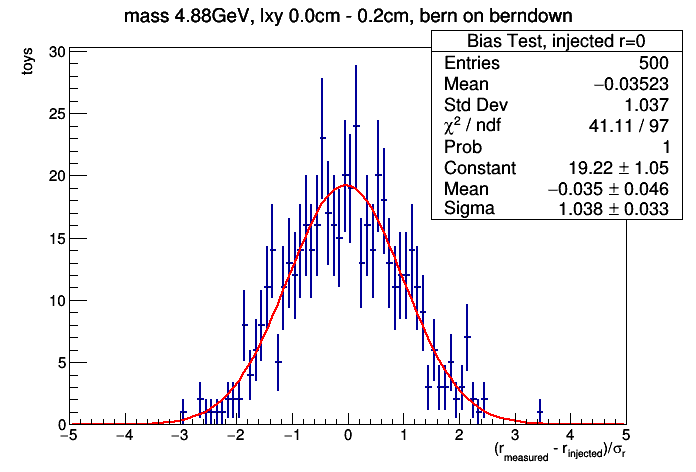 mass 4.88GeV, lxy 0.0cm - 0.2cm, bern on berndown
Bias Test, injected r=0
Entries 500
Mean −0.03523
Std Dev 1.037
χ² / ndf 41.11 / 97
Prob 1
Constant 19.22 ± 1.05
Mean −0.035 ± 0.046
Sigma 1.038 ± 0.033
toys
30
25
20
15
10
5
0
−5 −4 −3 −2 −1 0 1 2 3 4 5
(r_measured - r_injected)/σ_r